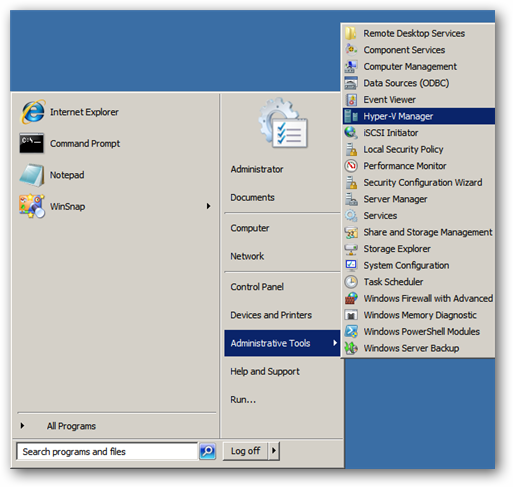 Internet Explorer
Command Prompt
Notepad
WinSnap
All Programs
Search programs and files
Administrator
Documents
Computer
Network
Control Panel
Devices and Printers
Administrative Tools
Help and Support
Run...
Log off
Remote Desktop Services
Component Services
Computer Management
Data Sources (ODBC)
Event Viewer
Hyper-V Manager
iSCSI Initiator
Local Security Policy
Performance Monitor
Security Configuration Wizard
Server Manager
Services
Share and Storage Management
Storage Explorer
System Configuration
Task Scheduler
Windows Firewall with Advanced
Windows Memory Diagnostic
Windows PowerShell Modules
Windows Server Backup